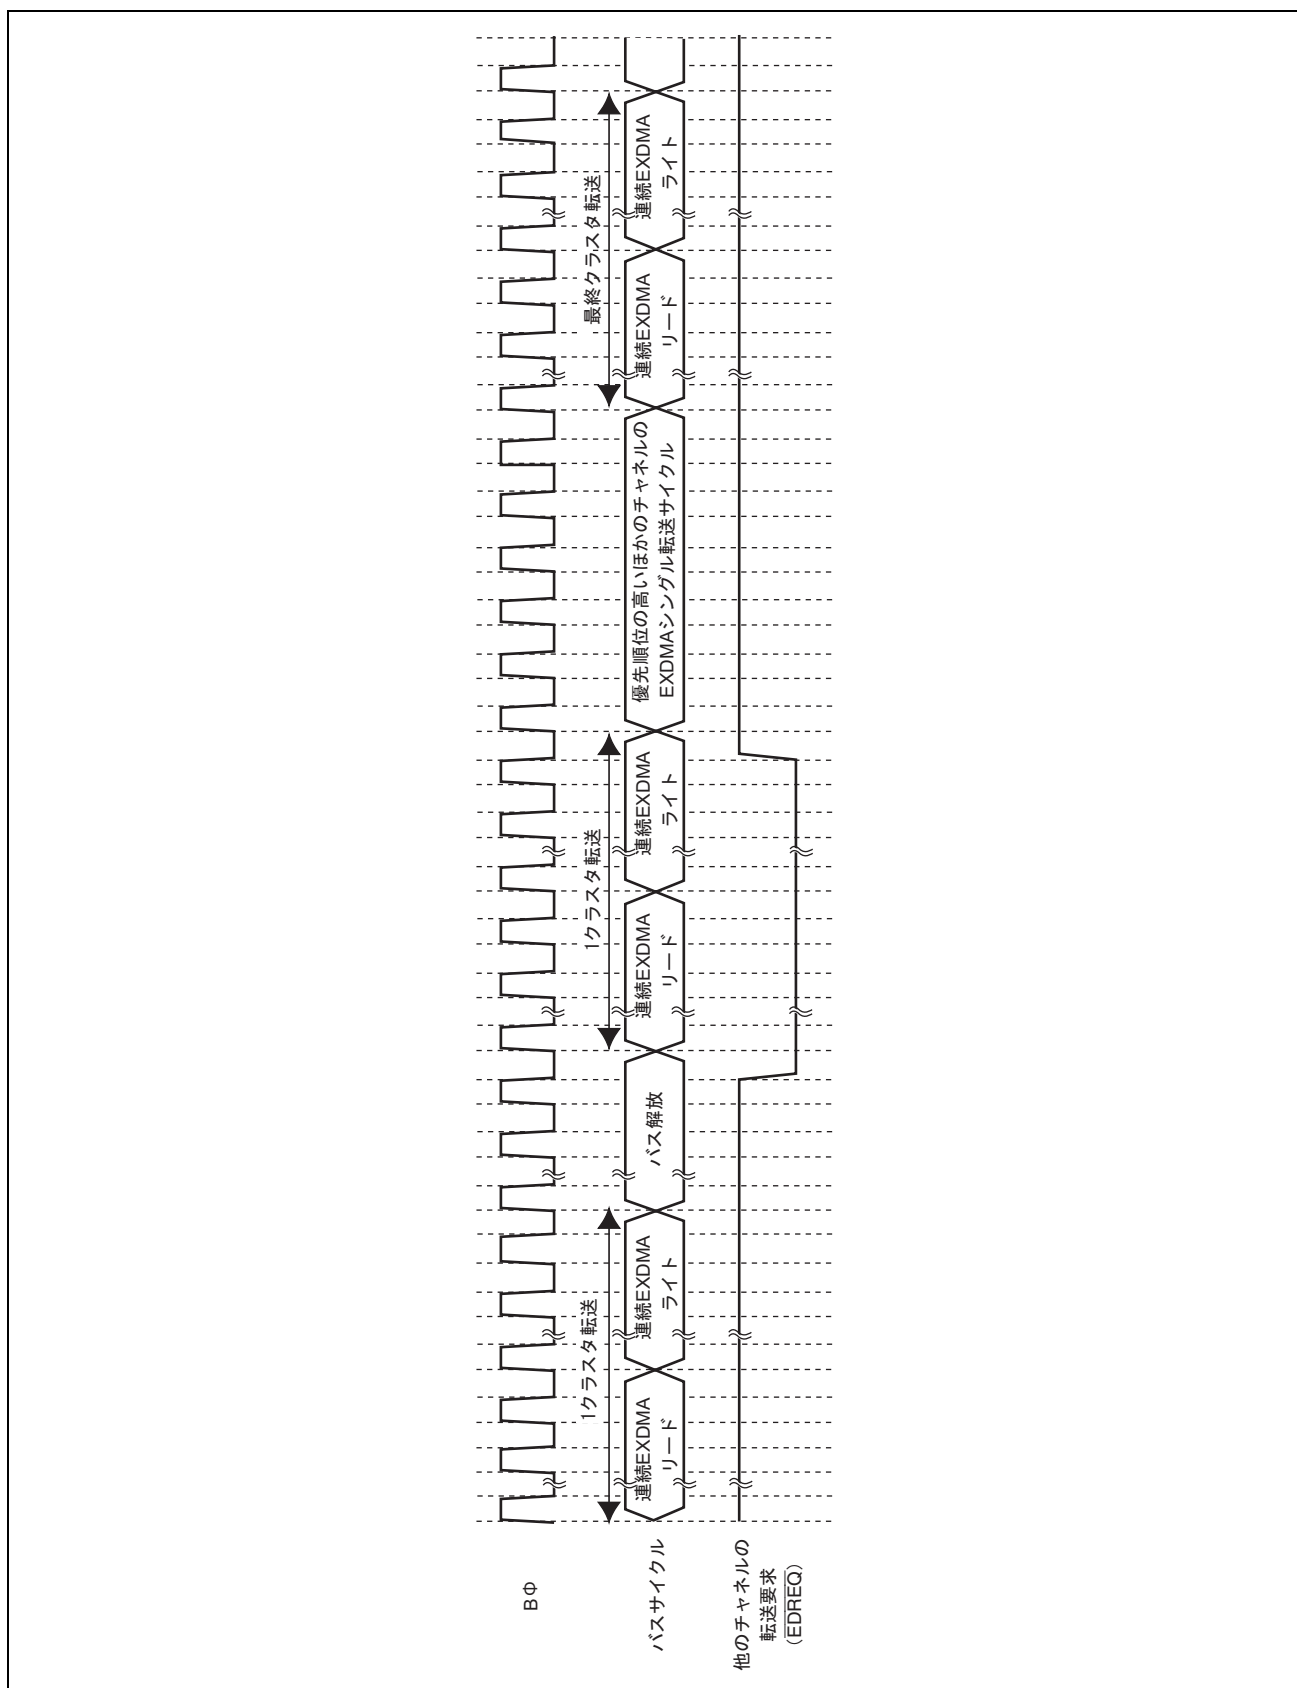 Bφ
1クラスタ転送
1クラスタ転送
最終クラスタ転送
バスサイクル
連続EXDMA
リード
連続EXDMA
ライト
バス解放
連続EXDMA
リード
連続EXDMA
ライト
優先順位の高いほかのチャネルの
EXDMAシングル転送サイクル
連続EXDMA
リード
連続EXDMA
ライト
他のチャネルの
転送要求
(EDREQ)